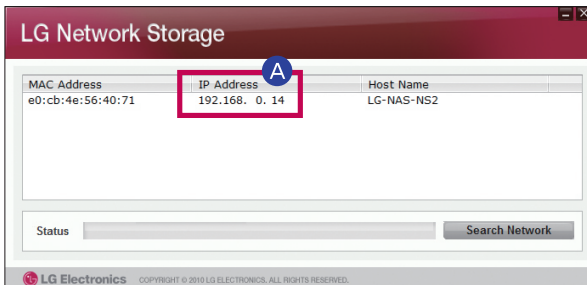 LG Network Storage
A
MAC Address IP Address Host Name
e0:cb:4e:56:40:71 192.168. 0. 14 LG-NAS-NS2
Status Search Network
LG Electronics COPYRIGHT © 2010 LG ELECTRONICS. ALL RIGHTS RESERVED.